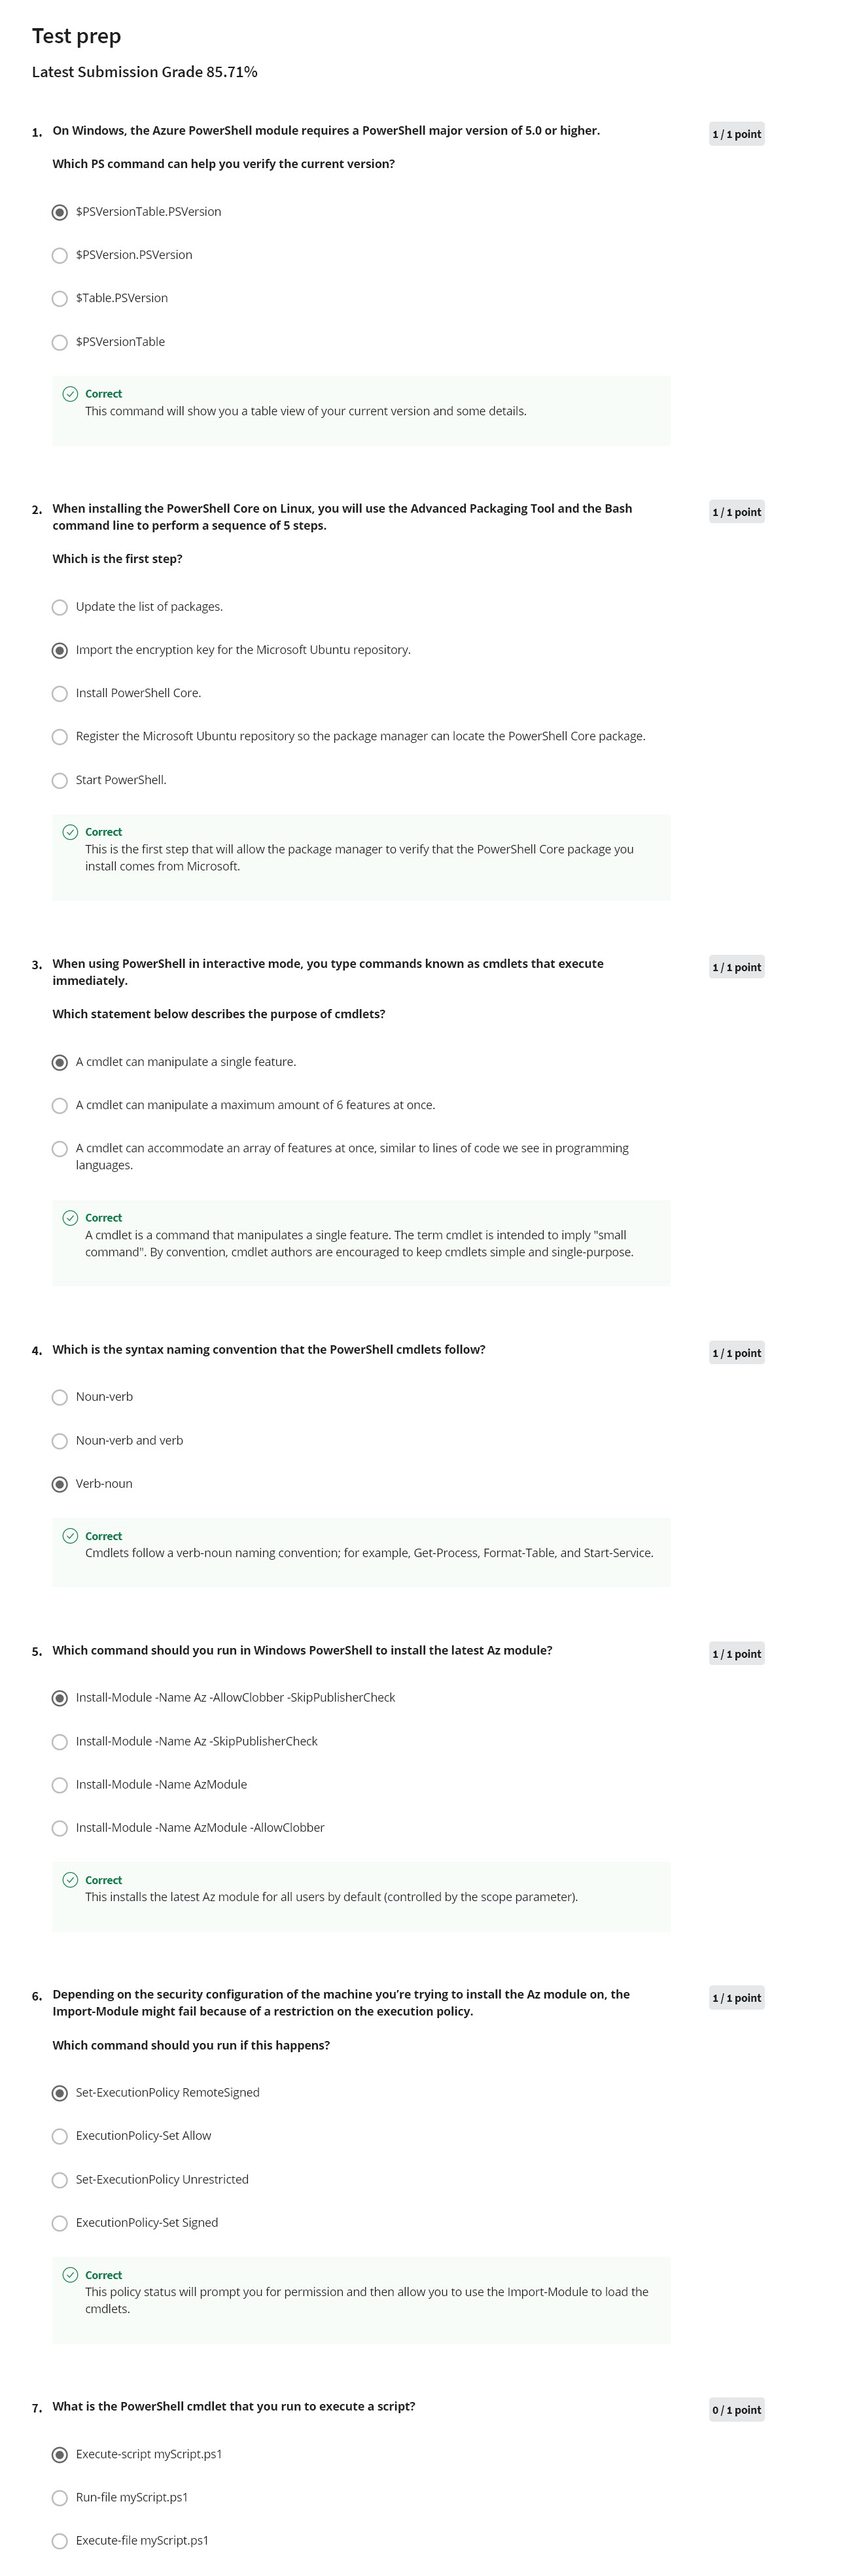 Test prep
Latest Submission Grade 85.71%
1. On Windows, the Azure PowerShell module requires a PowerShell major version of 5.0 or higher.
1 / 1 point
Which PS command can help you verify the current version?
$PSVersionTable.PSVersion
$PSVersion.PSVersion
$Table.PSVersion
$PSVersionTable
Correct
This command will show you a table view of your current version and some details.
2. When installing the PowerShell Core on Linux, you will use the Advanced Packaging Tool and the Bash
1 / 1 point
command line to perform a sequence of 5 steps.
Which is the first step?
Update the list of packages.
Import the encryption key for the Microsoft Ubuntu repository.
Install PowerShell Core.
Register the Microsoft Ubuntu repository so the package manager can locate the PowerShell Core package.
Start PowerShell.
Correct
This is the first step that will allow the package manager to verify that the PowerShell Core package you
install comes from Microsoft.
3. When using PowerShell in interactive mode, you type commands known as cmdlets that execute
1 / 1 point
immediately.
Which statement below describes the purpose of cmdlets?
A cmdlet can manipulate a single feature.
A cmdlet can manipulate a maximum amount of 6 features at once.
A cmdlet can accommodate an array of features at once, similar to lines of code we see in programming
languages.
Correct
A cmdlet is a command that manipulates a single feature. The term cmdlet is intended to imply "small
command". By convention, cmdlet authors are encouraged to keep cmdlets simple and single-purpose.
4. Which is the syntax naming convention that the PowerShell cmdlets follow?
1 / 1 point
Noun-verb
Noun-verb and verb
Verb-noun
Correct
Cmdlets follow a verb-noun naming convention; for example, Get-Process, Format-Table, and Start-Service.
5. Which command should you run in Windows PowerShell to install the latest Az module?
1 / 1 point
Install-Module -Name Az -AllowClobber -SkipPublisherCheck
Install-Module -Name Az -SkipPublisherCheck
Install-Module -Name AzModule
Install-Module -Name AzModule -AllowClobber
Correct
This installs the latest Az module for all users by default (controlled by the scope parameter).
6. Depending on the security configuration of the machine you’re trying to install the Az module on, the
1 / 1 point
Import-Module might fail because of a restriction on the execution policy.
Which command should you run if this happens?
Set-ExecutionPolicy RemoteSigned
ExecutionPolicy-Set Allow
Set-ExecutionPolicy Unrestricted
ExecutionPolicy-Set Signed
Correct
This policy status will prompt you for permission and then allow you to use the Import-Module to load the
cmdlets.
7. What is the PowerShell cmdlet that you run to execute a script?
0 / 1 point
Execute-script myScript.ps1
Run-file myScript.ps1
Execute-file myScript.ps1